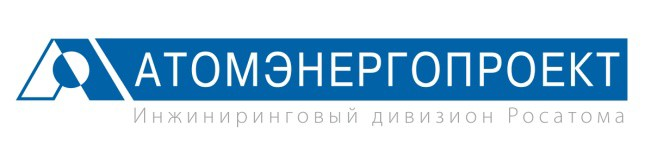 АТОМЭНЕРГОПРОЕКТ
Инжиниринговый дивизион Росатома